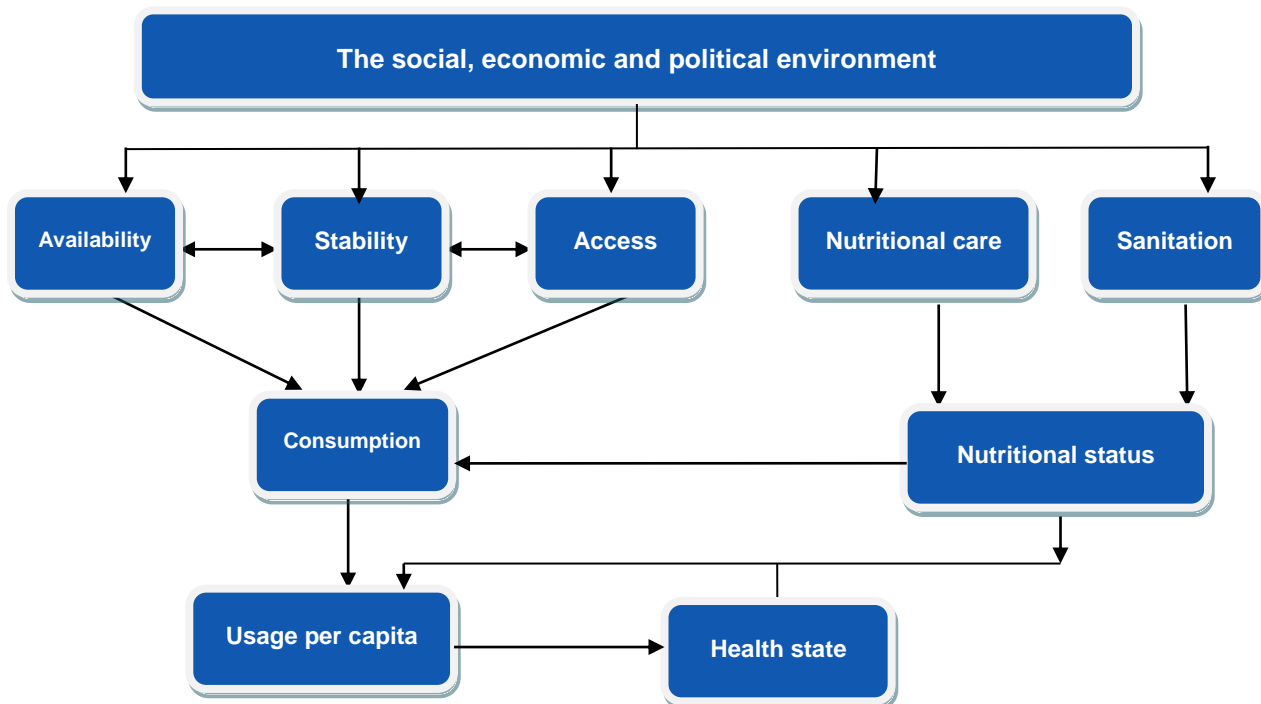 The social, economic and political environment
Availability
Stability
Access
Nutritional care
Sanitation
Consumption
Nutritional status
Usage per capita
Health state